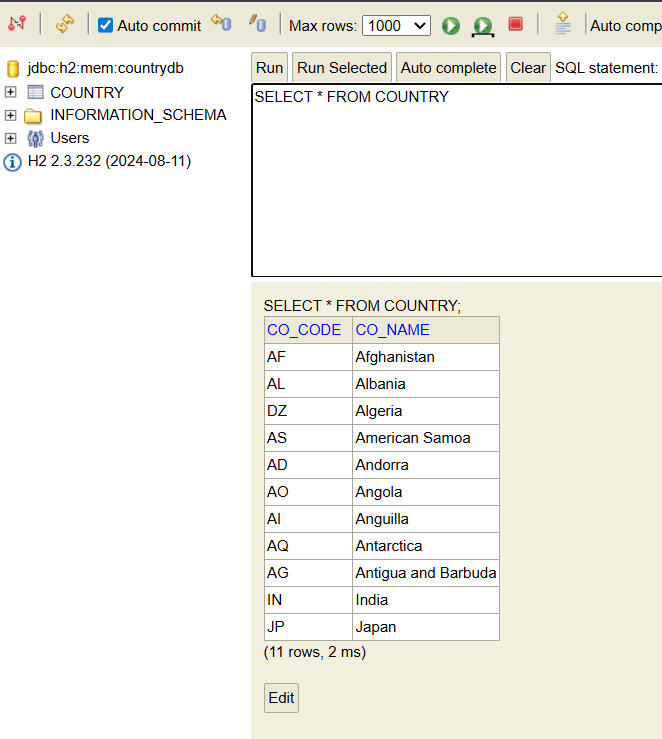 Auto commit Max rows: 1000 Auto comp
jdbc:h2:mem:countrydb
COUNTRY
INFORMATION_SCHEMA
Users
H2 2.3.232 (2024-08-11)
Run Run Selected Auto complete Clear SQL statement:
SELECT * FROM COUNTRY
SELECT * FROM COUNTRY;
CO_CODE CO_NAME
AF Afghanistan
AL Albania
DZ Algeria
AS American Samoa
AD Andorra
AO Angola
AI Anguilla
AQ Antarctica
AG Antigua and Barbuda
IN India
JP Japan
(11 rows, 2 ms)
Edit